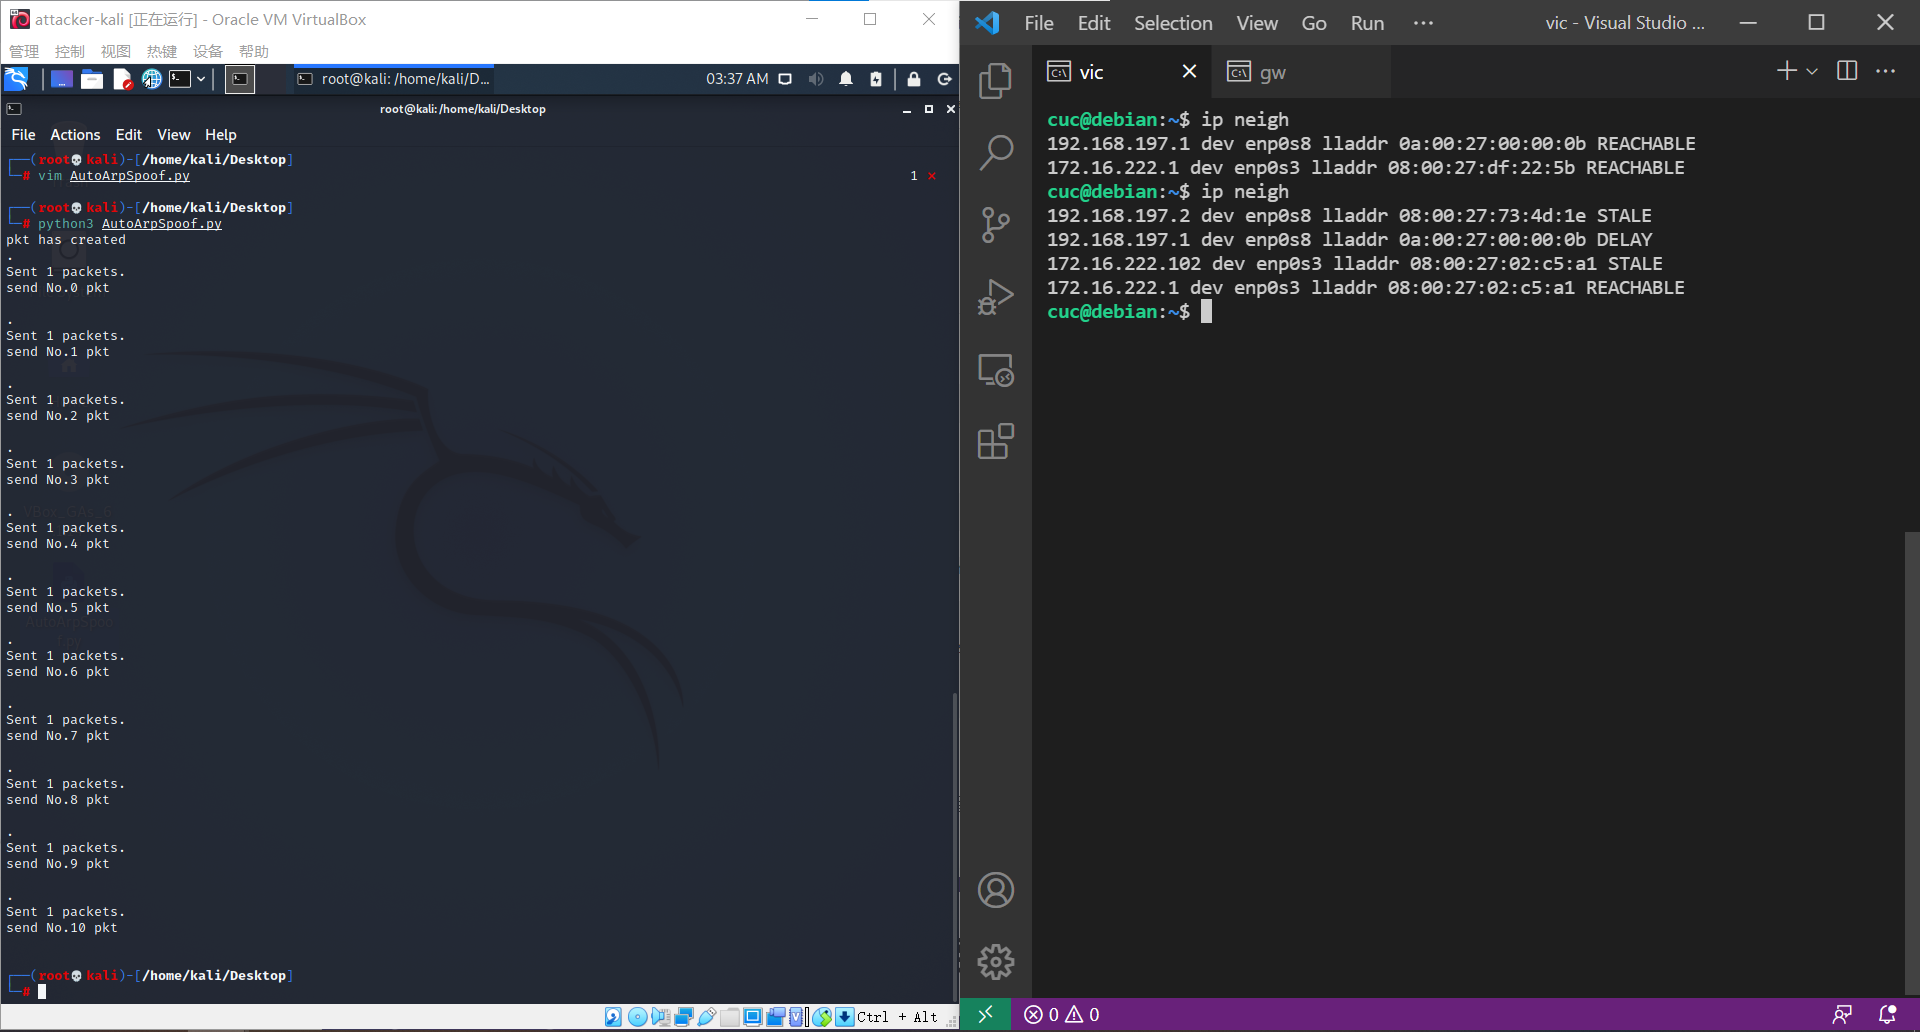 attacker-kali [正在运行] - Oracle VM VirtualBox
管理 控制 视图 热键 设备 帮助
root@kali: /home/kali/D... 03:37 AM
root@kali: /home/kali/Desktop
File Actions Edit View Help
┌──(root💀kali)-[/home/kali/Desktop]
└─# vim AutoArpSpoof.py 1 ⨯
┌──(root💀kali)-[/home/kali/Desktop]
└─# python3 AutoArpSpoof.py
pkt has created
.
Sent 1 packets.
send No.0 pkt
.
Sent 1 packets.
send No.1 pkt
.
Sent 1 packets.
send No.2 pkt
.
Sent 1 packets.
send No.3 pkt
.
Sent 1 packets.
send No.4 pkt
.
Sent 1 packets.
send No.5 pkt
.
Sent 1 packets.
send No.6 pkt
.
Sent 1 packets.
send No.7 pkt
.
Sent 1 packets.
send No.8 pkt
.
Sent 1 packets.
send No.9 pkt
.
Sent 1 packets.
send No.10 pkt
┌──(root💀kali)-[/home/kali/Desktop]
└─#
Ctrl + Alt
File Edit Selection View Go Run ··· vic - Visual Studio ...
vic gw
cuc@debian:~$ ip neigh
192.168.197.1 dev enp0s8 lladdr 0a:00:27:00:00:0b REACHABLE
172.16.222.1 dev enp0s3 lladdr 08:00:27:df:22:5b REACHABLE
cuc@debian:~$ ip neigh
192.168.197.2 dev enp0s8 lladdr 08:00:27:73:4d:1e STALE
192.168.197.1 dev enp0s8 lladdr 0a:00:27:00:00:0b DELAY
172.16.222.102 dev enp0s3 lladdr 08:00:27:02:c5:a1 STALE
172.16.222.1 dev enp0s3 lladdr 08:00:27:02:c5:a1 REACHABLE
cuc@debian:~$
0 0